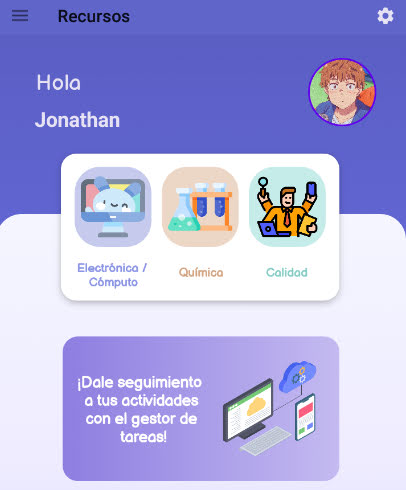 Recursos
Hola
Jonathan
Electrónica /
Cómputo
Química
Calidad
¡Dale seguimiento
a tus actividades
con el gestor de
tareas!